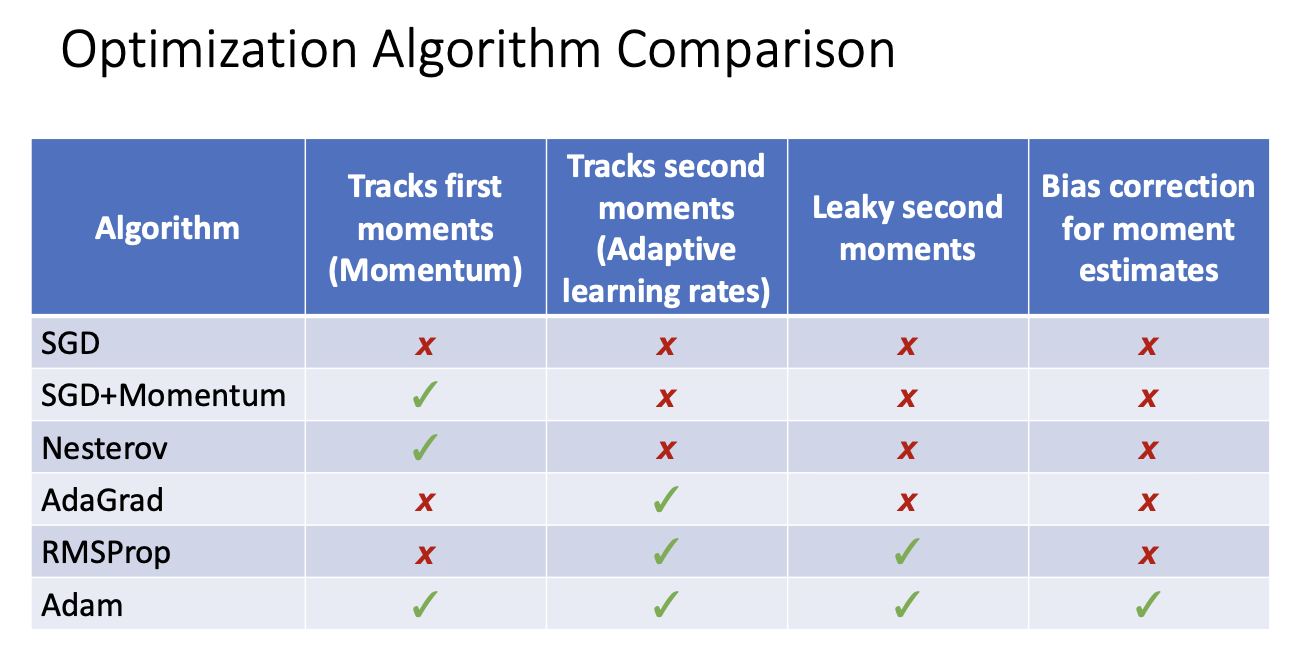 Optimization Algorithm Comparison
Algorithm
Tracks first
moments
(Momentum)
Tracks second
moments
(Adaptive
learning rates)
Leaky second
moments
Bias correction
for moment
estimates
SGD x x x x
SGD+Momentum ✓ x x x
Nesterov ✓ x x x
AdaGrad x ✓ x x
RMSProp x ✓ ✓ x
Adam ✓ ✓ ✓ ✓